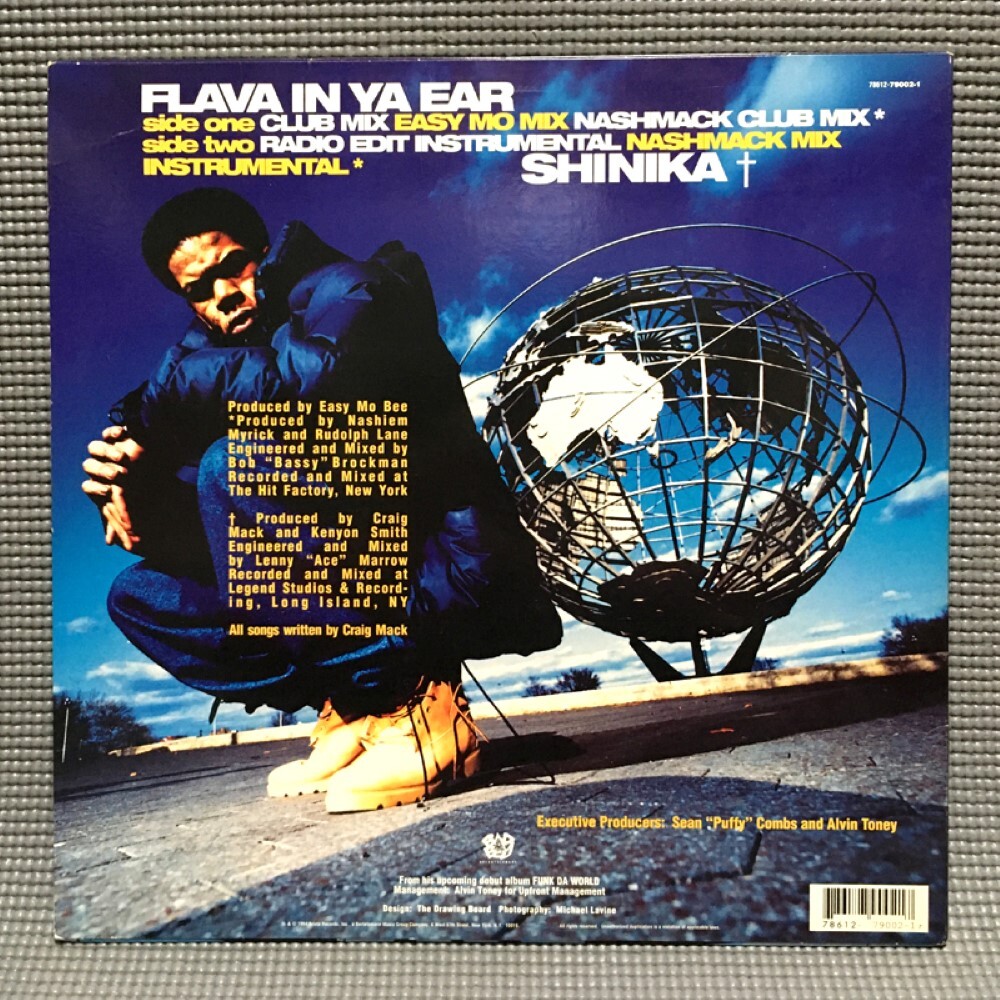 78612-79002-1
FLAVA IN YA EAR
side one CLUB MIX EASY MO MIX NASHMACK CLUB MIX *
side two RADIO EDIT INSTRUMENTAL NASHMACK MIX
INSTRUMENTAL *
SHINIKA †
Produced by Easy Mo Bee
*Produced by Nashiem
Myrick and Rudolph Lane
Engineered and Mixed by
Bob "Bassy" Brockman
Recorded and Mixed at
The Hit Factory, New York
† Produced by Craig
Mack and Kenyon Smith
Engineered and Mixed
by Lenny "Ace" Marrow
Recorded and Mixed at
Legend Studios & Record-
ing, Long Island, NY
All songs written by Craig Mack
Executive Producers: Sean "Puffy" Combs and Alvin Toney
BAD BOY
ENTERTAINMENT
From his upcoming debut album FUNK DA WORLD
Management: Alvin Toney for Upfront Management
Design: The Drawing Board Photography: Michael Lavine
78612 79002-1